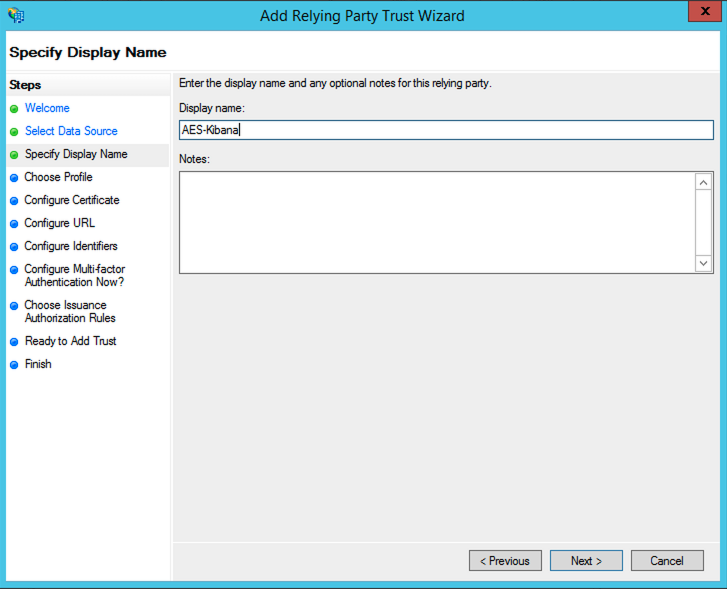 Add Relying Party Trust Wizard
x
Specify Display Name
Steps
Welcome
Select Data Source
Specify Display Name
Choose Profile
Configure Certificate
Configure URL
Configure Identifiers
Configure Multi-factor
Authentication Now?
Choose Issuance
Authorization Rules
Ready to Add Trust
Finish
Enter the display name and any optional notes for this relying party.
Display name:
AES-Kibana
Notes:
< Previous
Next >
Cancel